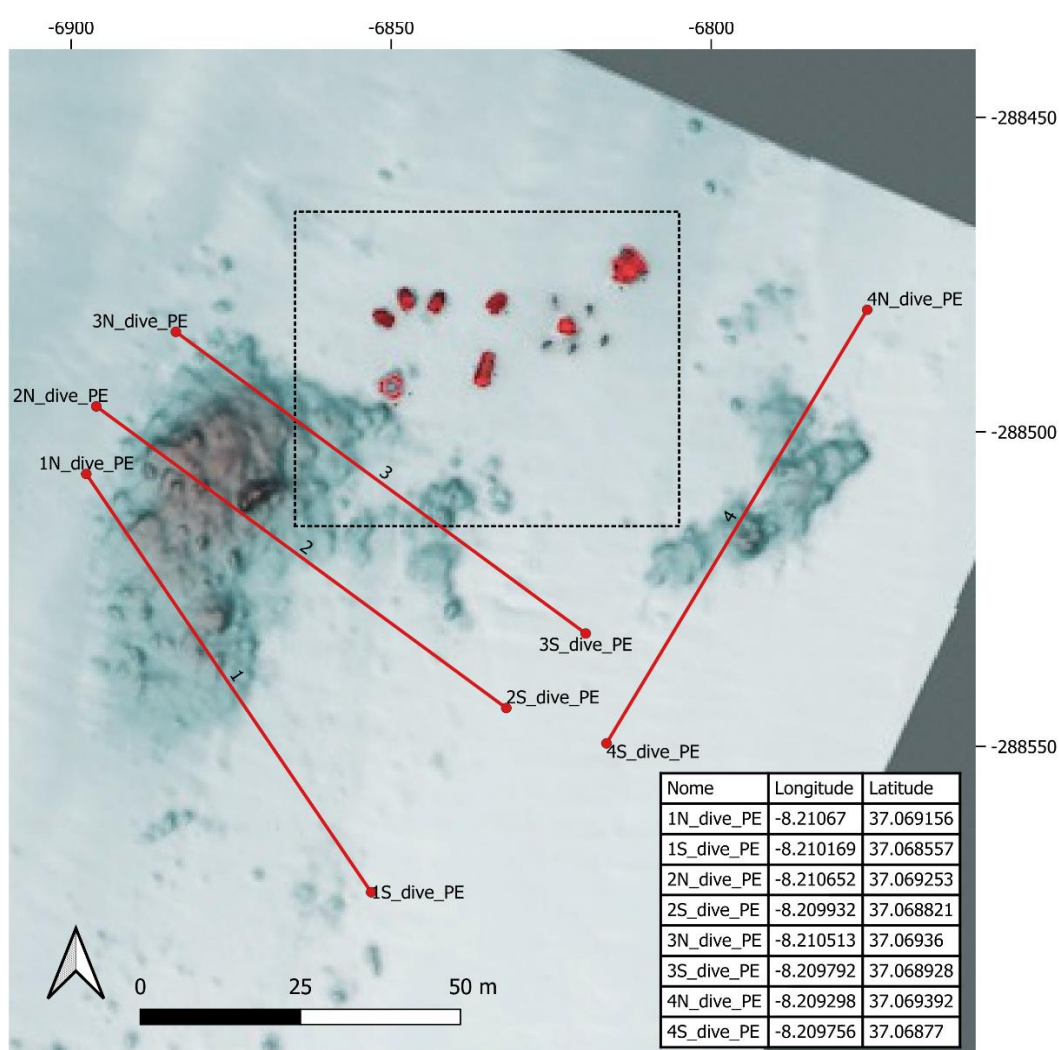 -6900 -6850 -6800
-288450
4N_dive_PE
3N_dive_PE
2N_dive_PE
-288500
1N_dive_PE
3
4
2
3S_dive_PE
1
2S_dive_PE
4S_dive_PE
-288550
Nome Longitude Latitude
1N_dive_PE -8.21067 37.069156
1S_dive_PE -8.210169 37.068557
2N_dive_PE -8.210652 37.069253
2S_dive_PE -8.209932 37.068821
3N_dive_PE -8.210513 37.06936
3S_dive_PE -8.209792 37.068928
4N_dive_PE -8.209298 37.069392
4S_dive_PE -8.209756 37.06877
1S_dive_PE
0 25 50 m